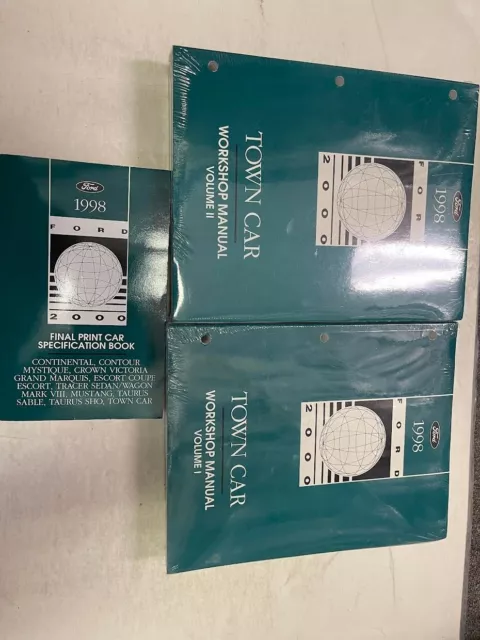 Ford
1998
FORD
2000
FINAL PRINT CAR
SPECIFICATION BOOK
CONTINENTAL, CONTOUR
MYSTIQUE, CROWN VICTORIA
GRAND MARQUIS, ESCORT COUPE
ESCORT, TRACER SEDAN/WAGON
MARK VIII, MUSTANG, TAURUS
SABLE, TAURUS SHO, TOWN CAR
Ford
1998
FORD
2000
TOWN CAR
WORKSHOP MANUAL
VOLUME II
Ford
1998
FORD
2000
TOWN CAR
WORKSHOP MANUAL
VOLUME I